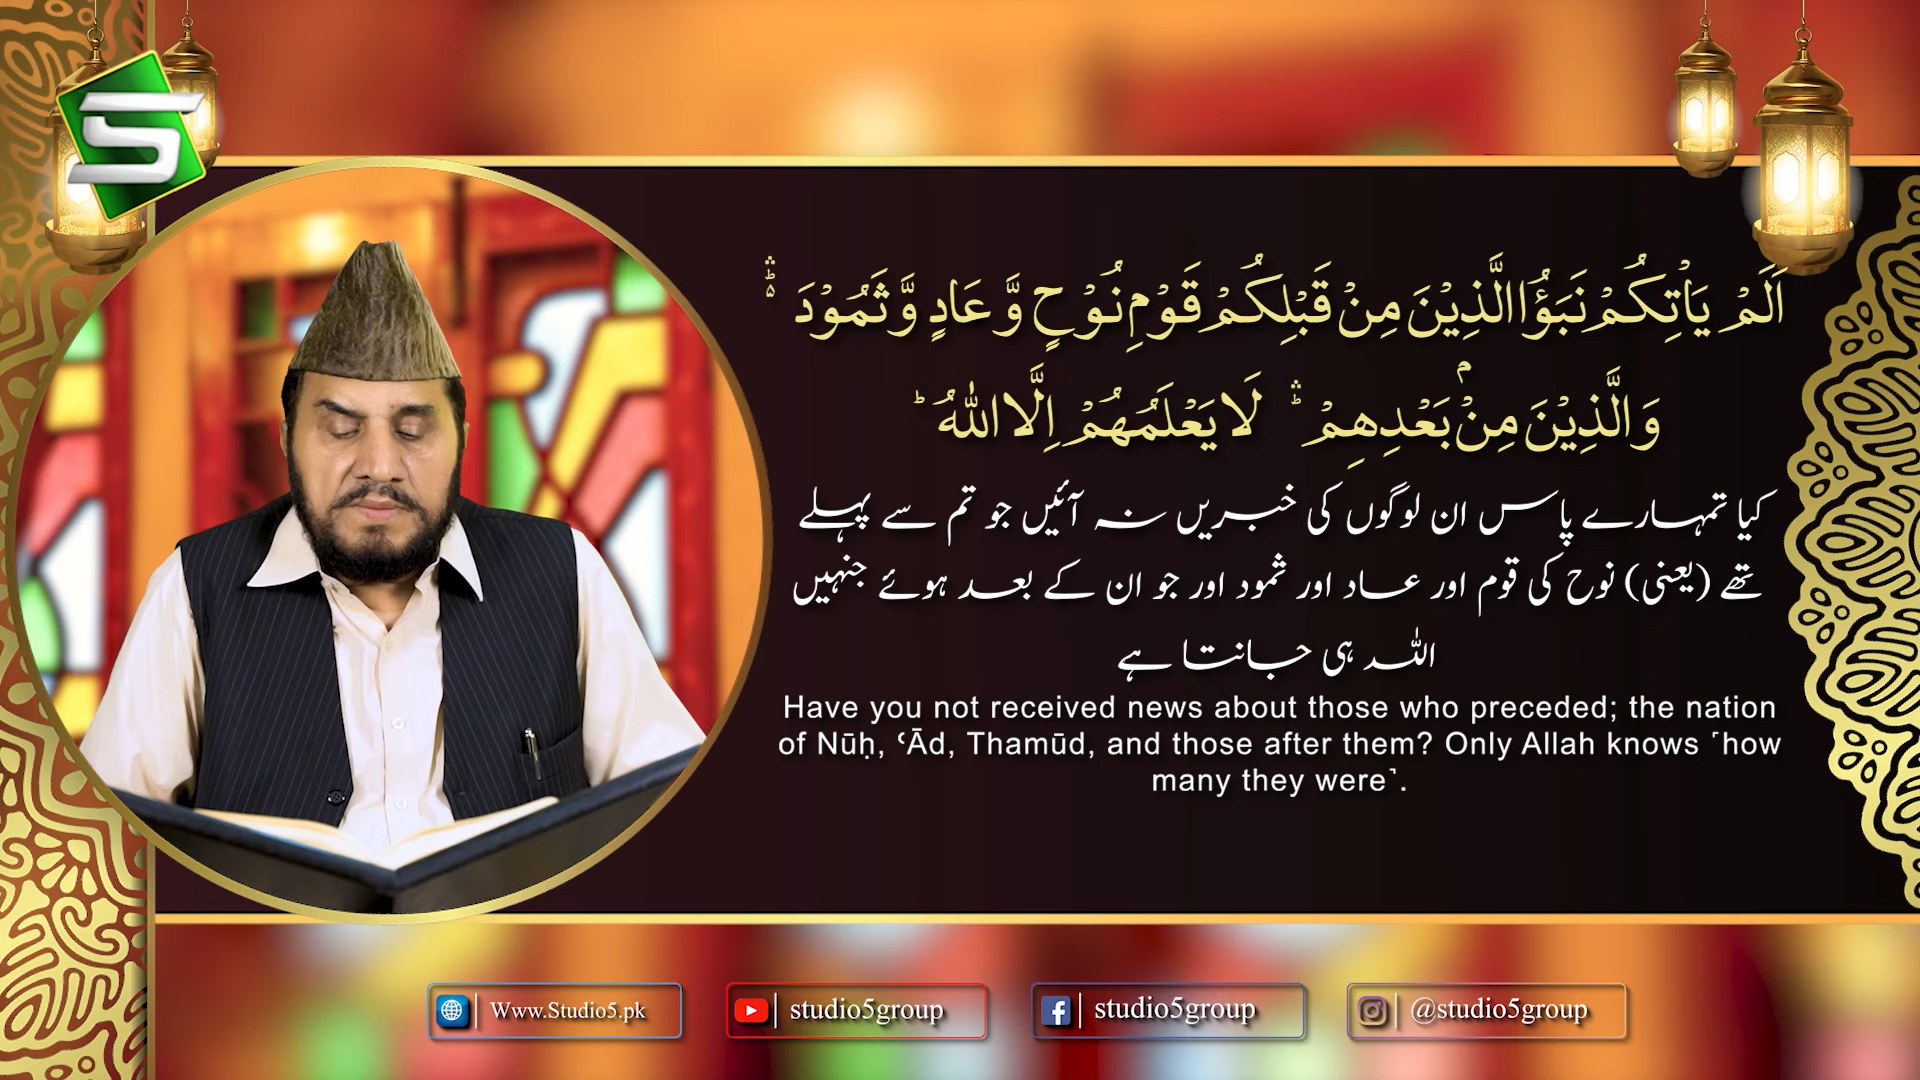 اَلَمۡ يَاۡتِكُمۡ نَبَؤُا الَّذِيۡنَ مِنۡ قَبۡلِكُمۡ قَوۡمِ نُوۡحٍ وَّ عَادٍ وَّ ثَمُوۡدَ ۛؕ
وَالَّذِيۡنَ مِنۡۢ بَعۡدِهِمۡ ۛؕ لَا يَعۡلَمُهُمۡ اِلَّا اللّٰهُ‌ؕ
کیا تمہارے پاس ان لوگوں کی خبریں نہ آئیں جو تم سے پہلے
تھے (یعنی) نوح کی قوم اور عاد اور ثمود اور جو ان کے بعد ہوئے جنہیں
اللہ ہی جانتا ہے
Have you not received news about those who preceded; the nation
of Nūḥ, ʿĀd, Thamūd, and those after them? Only Allah knows ˹how
many they were˺.
Www.Studio5.pk
studio5group
studio5group
@studio5group